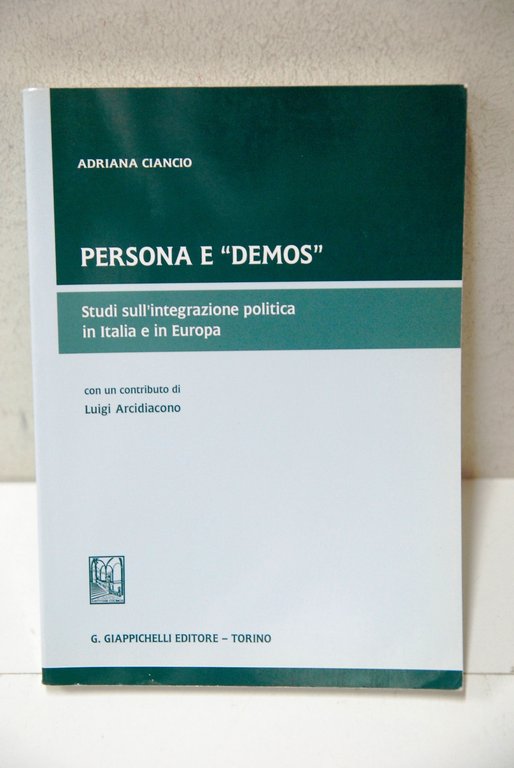 ADRIANA CIANCIO
PERSONA E “DEMOS”
Studi sull'integrazione politica
in Italia e in Europa
con un contributo di
Luigi Arcidiacono
G. GIAPPICHELLI EDITORE – TORINO